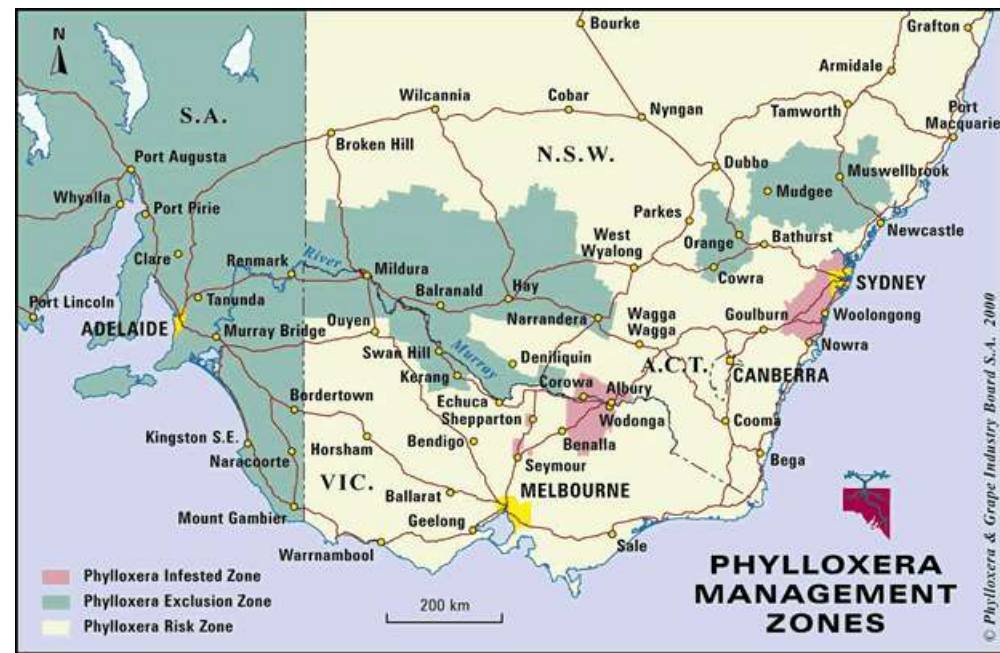 N
Bourke
Grafton
Armidale
Wilcannia
Cobar
Nyngan
Tamworth
Port
Macquarie
S.A.
Broken Hill
N.S.W.
Port Augusta
Dubbo
Muswellbrook
Mudgee
Whyalla
Port Pirie
Parkes
West
Wyalong
Orange
Bathurst
Newcastle
Clare
Renmark
River
Mildura
Balranald
Hay
Cowra
SYDNEY
Port Lincoln
Tanunda
ADELAIDE
Murray Bridge
Ouyen
Narrandera
Wagga
Wagga
Goulburn
Woolongong
Nowra
Swan Hill
Murray
Deniliquin
A.C.T.
CANBERRA
Kerang
Corowa
Albury
Bordertown
Echuca
Shepparton
Wodonga
Cooma
Kingston S.E.
Horsham
Bendigo
Benalla
Naracoorte
Seymour
Bega
VIC.
Ballarat
MELBOURNE
Mount Gambier
Geelong
Sale
Warrnambool
Phylloxera Infested Zone
Phylloxera Exclusion Zone
Phylloxera Risk Zone
200 km
PHYLLOXERA
MANAGEMENT
ZONES
© Phylloxera & Grape Industry Board S.A. 2000